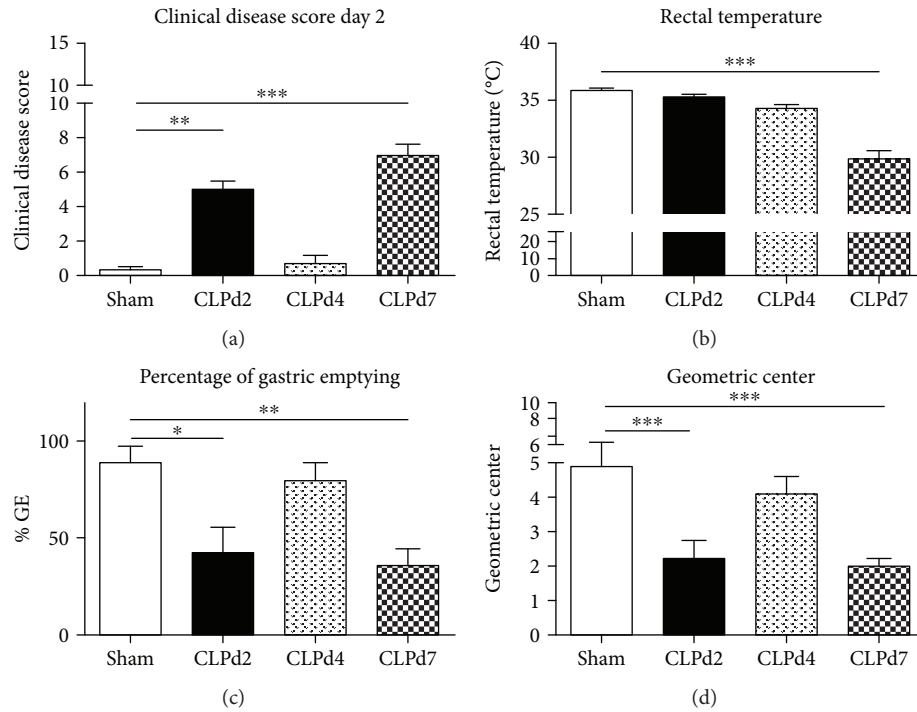 Clinical disease score day 2
Clinical disease score
15
10
10
8
6
4
2
0
**
***
Sham CLPd2 CLPd4 CLPd7
(a)
Rectal temperature
Rectal temperature (°C)
40
35
30
25
20
10
0
***
Sham CLPd2 CLPd4 CLPd7
(b)
Percentage of gastric emptying
% GE
100
50
0
*
**
Sham CLPd2 CLPd4 CLPd7
(c)
Geometric center
Geometric center
10
8
6
5
4
3
2
1
0
***
***
Sham CLPd2 CLPd4 CLPd7
(d)